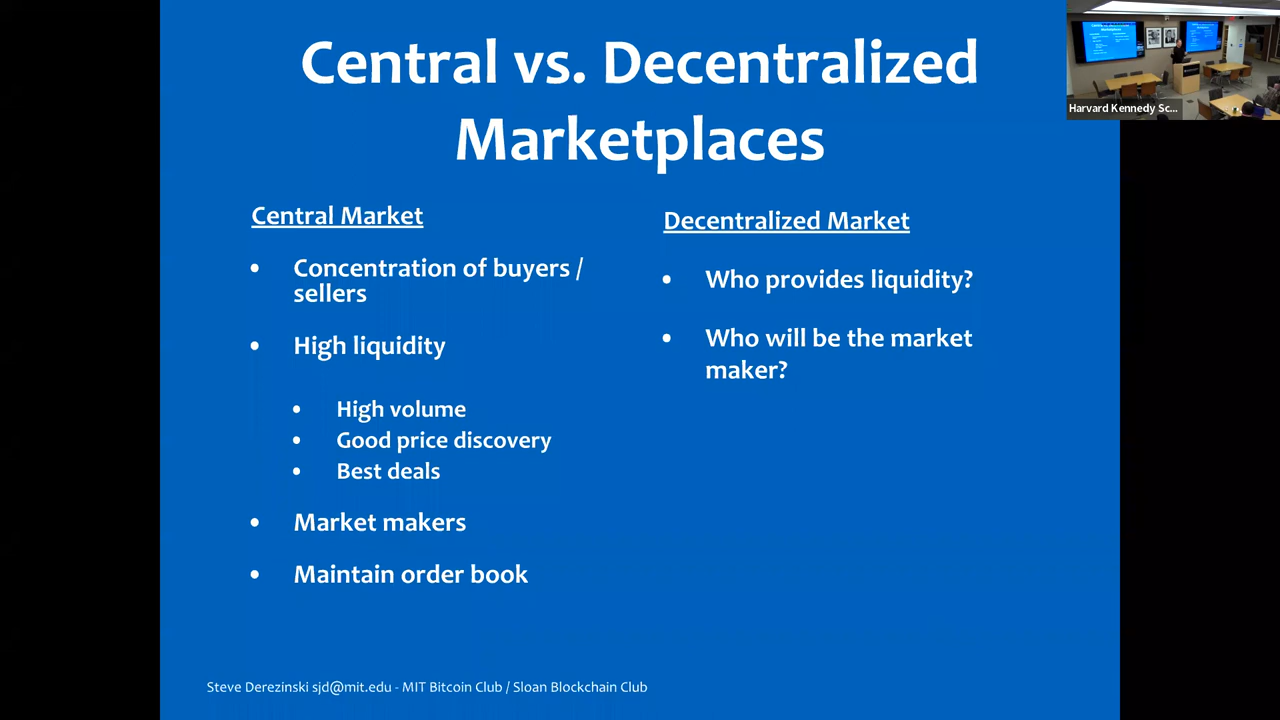 Central vs. Decentralized
Marketplaces
Harvard Kennedy Sc...
Central Market
• Concentration of buyers /
sellers
• High liquidity
• High volume
• Good price discovery
• Best deals
• Market makers
• Maintain order book
Decentralized Market
• Who provides liquidity?
• Who will be the market
maker?
Steve Derezinski sjd@mit.edu - MIT Bitcoin Club / Sloan Blockchain Club